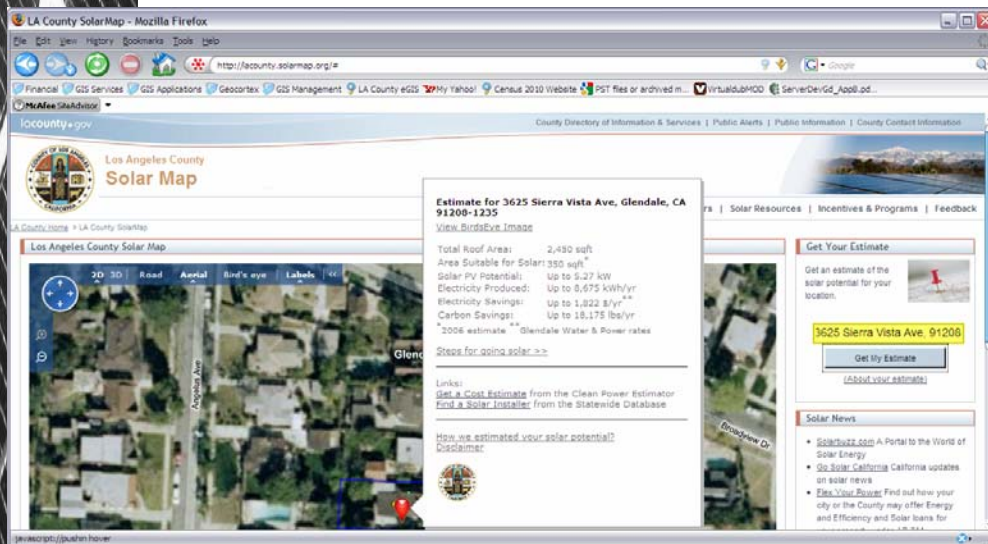 LA County SolarMap - Mozilla Firefox
File Edit View History Bookmarks Tools Help
http://lacounty.solarmap.org/#
Google
Financial GIS Services GIS Applications Geocortex GIS Management LA County eGIS My Yahoo! Census 2010 Website PST files or archived m... VirtualdubMOD ServerDevGd_AppB.pd...
McAfee SiteAdvisor
lacounty.gov
County Directory of Information & Services | Public Alerts | Public Information | County Contact Information
Los Angeles County
Solar Map
rs | Solar Resources | Incentives & Programs | Feedback
LA County Home > LA County SolarMap
Los Angeles County Solar Map
2D 3D Road Aerial Bird's eye Labels <<
Angelus Ave
Glend
Broadview Dr
Estimate for 3625 Sierra Vista Ave, Glendale, CA
91208-1235
View BirdsEye Image
Total Roof Area: 2,450 sqft
Area Suitable for Solar: 350 sqft*
Solar PV Potential: Up to 5.27 kW
Electricity Produced: Up to 8,675 kWh/yr
Electricity Savings: Up to 1,822 $/yr**
Carbon Savings: Up to 18,175 lbs/yr
*2006 estimate **Glendale Water & Power rates
Steps for going solar >>
Links:
Get a Cost Estimate from the Clean Power Estimator
Find a Solar Installer from the Statewide Database
How we estimated your solar potential?
Disclaimer
Get Your Estimate
Get an estimate of the
solar potential for your
location.
3625 Sierra Vista Ave, 91208
Get My Estimate
(About your estimate)
Solar News
Solarbuzz.com A Portal to the World of
Solar Energy
Go Solar California California updates
on solar news
Flex Your Power Find out how your
city or the County may offer Energy
and Efficiency and Solar loans for
javascript://pushpin hover